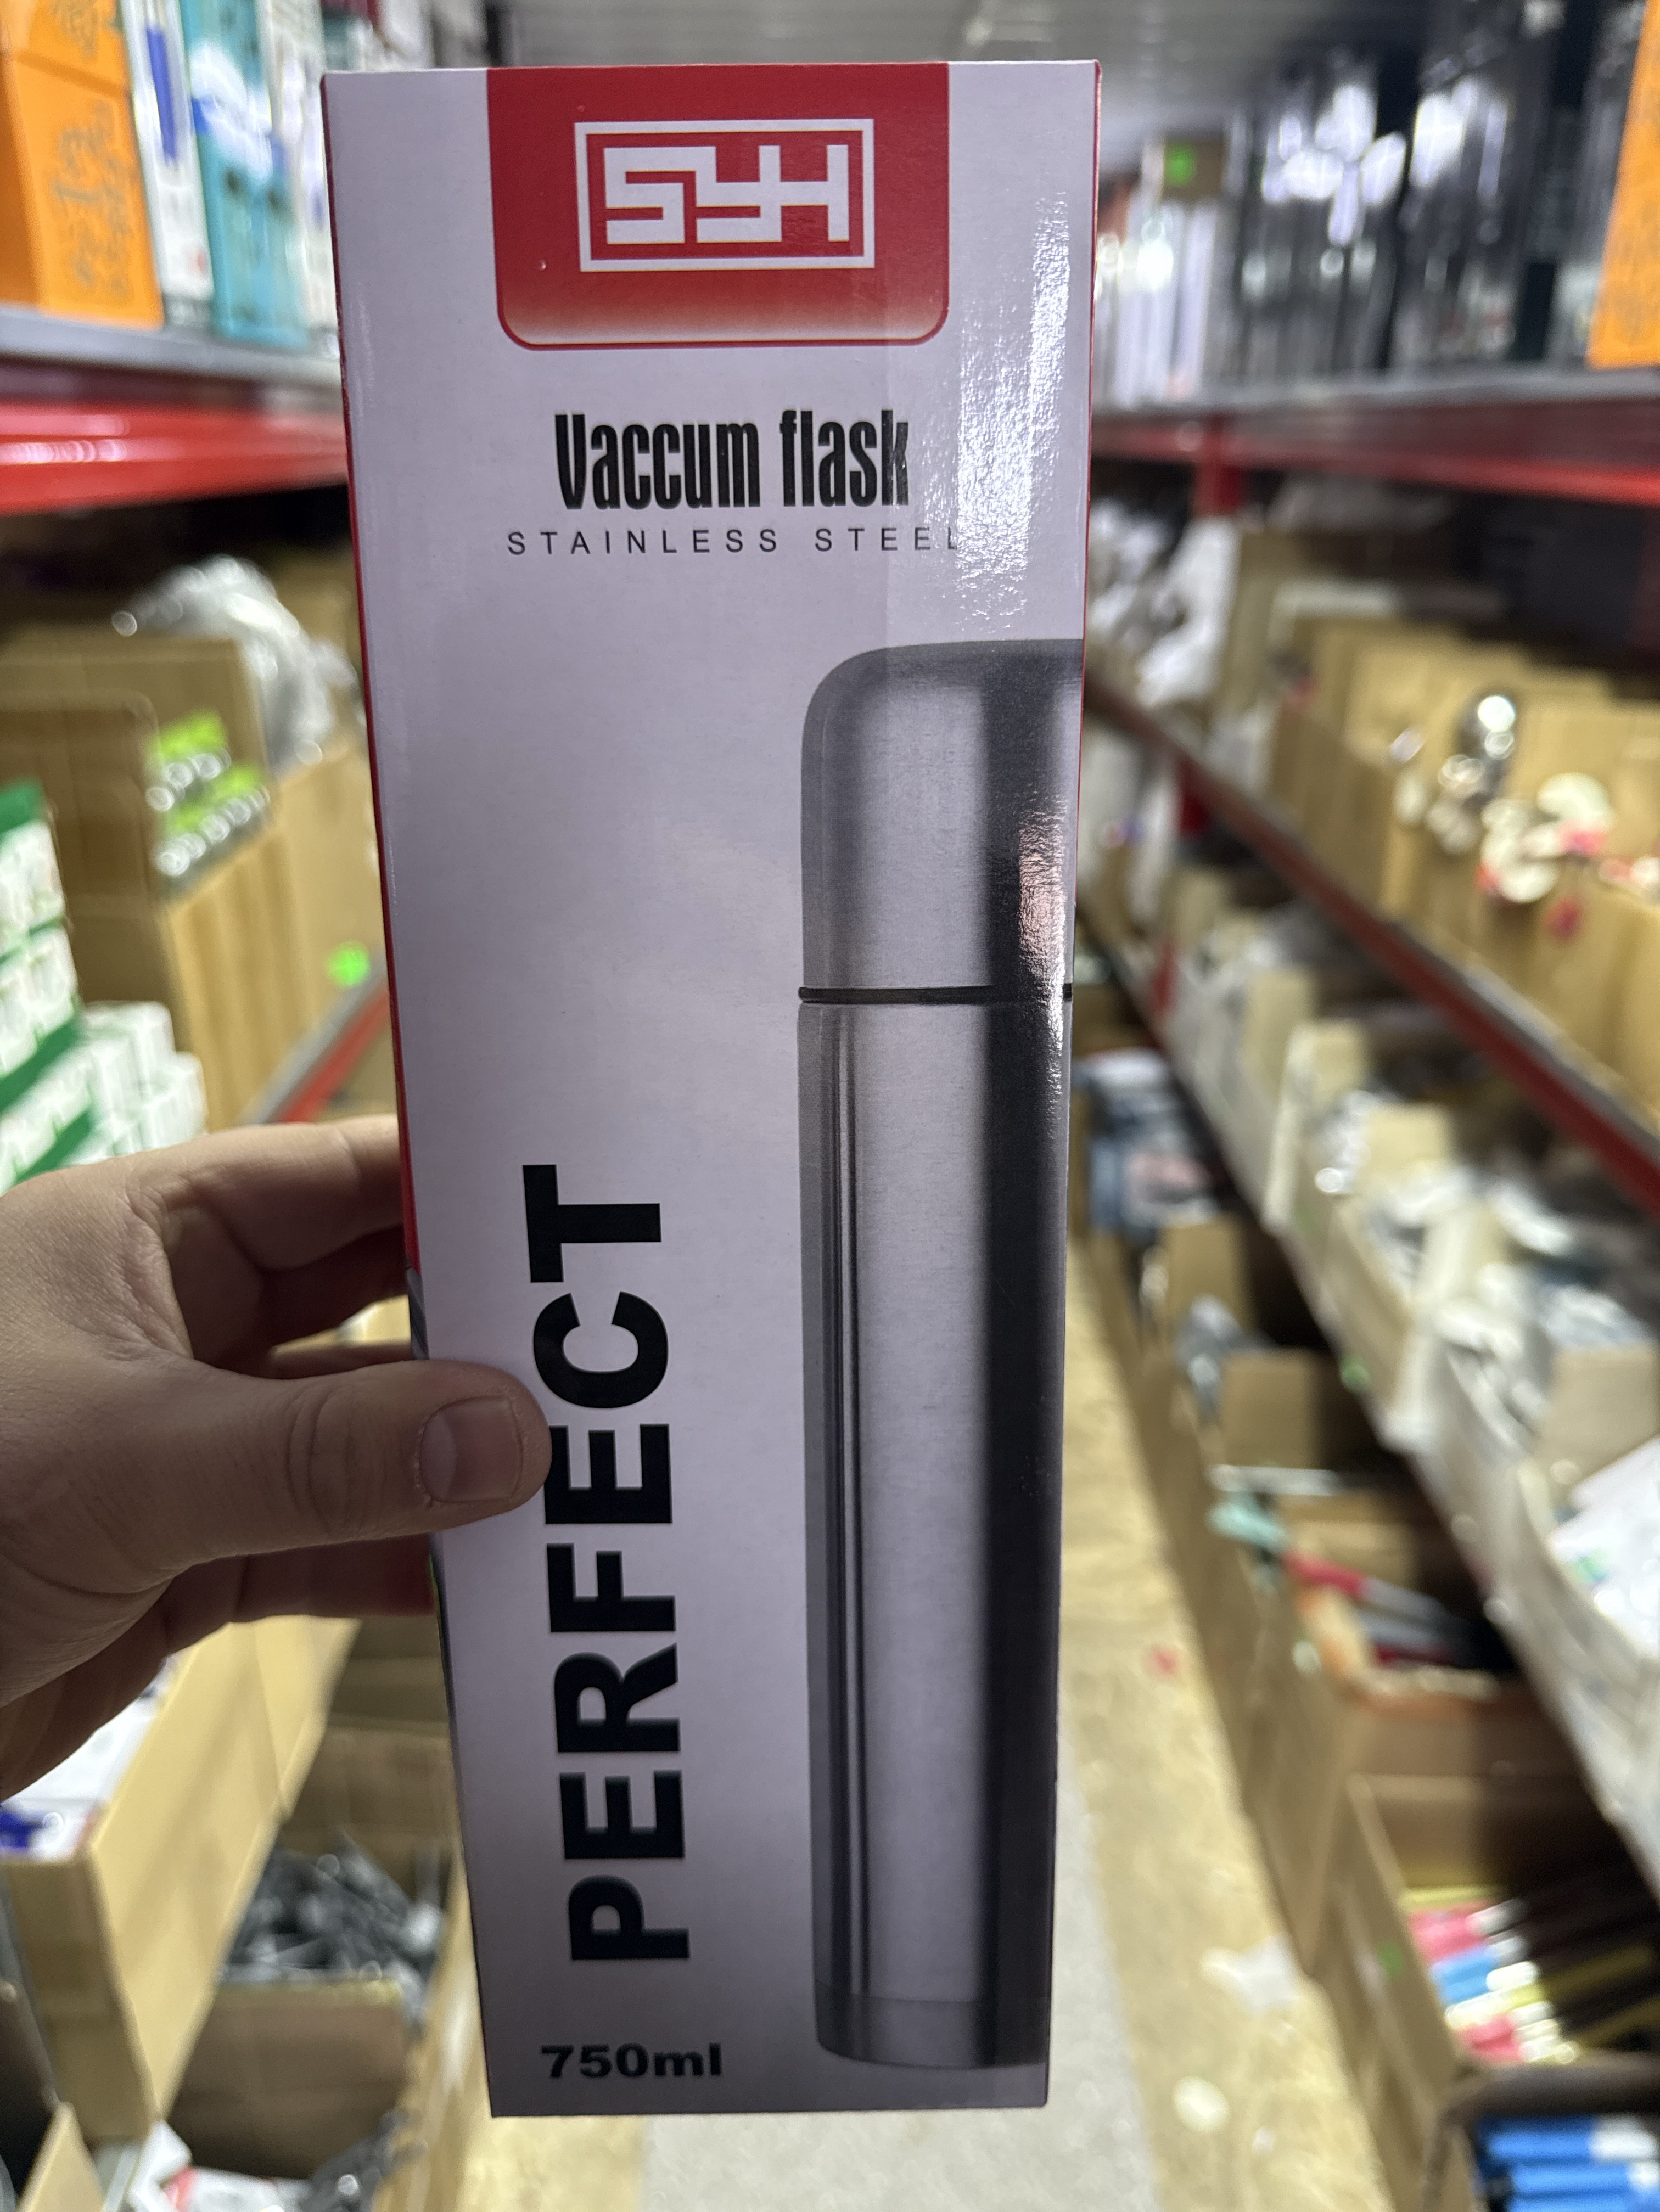 SYH
Vaccum flask
STAINLESS STEEL
PERFECT
750ml